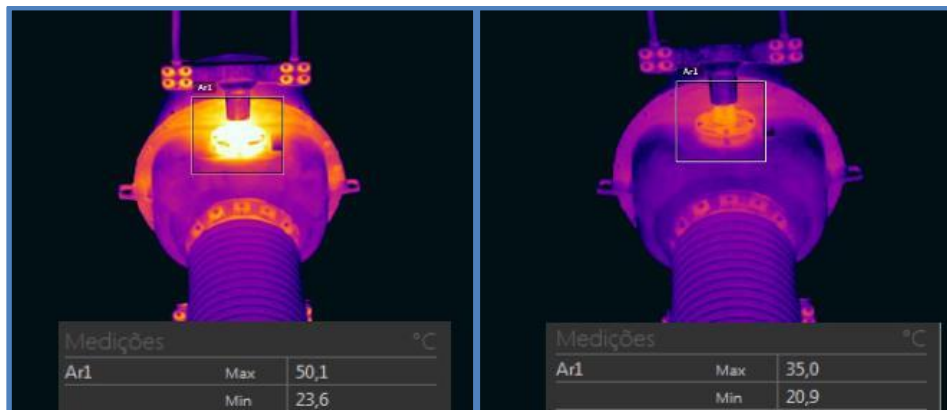 Ar1
Medições °C
Ar1 Max 50,1
Min 23,6
Ar1
Medições °C
Ar1 Max 35,0
Min 20,9